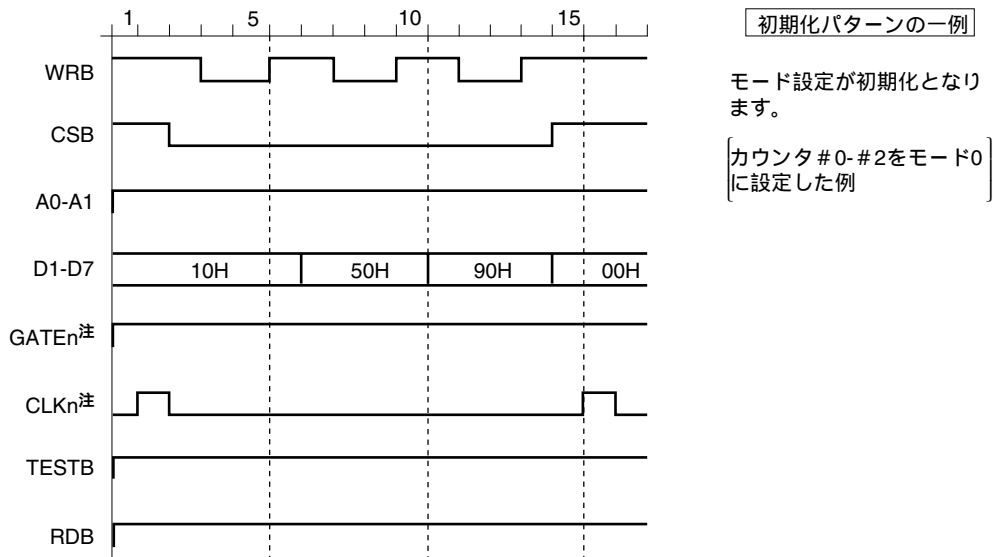 1 5 10 15
初期化パターンの一例
WRB
モード設定が初期化となり
ます。
CSB
カウンタ#0-#2をモード0
に設定した例
A0-A1
D1-D7 10H 50H 90H 00H
GATEn注
CLKn注
TESTB
RDB